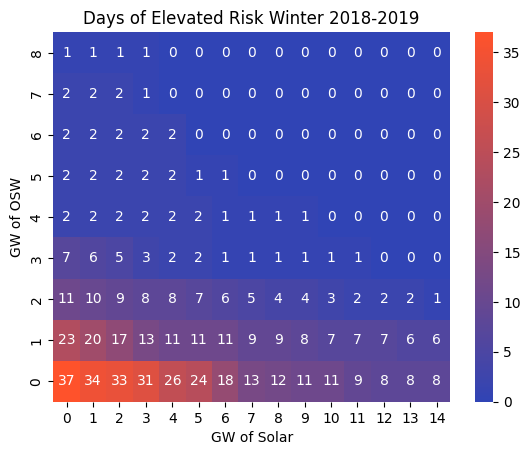 Days of Elevated Risk Winter 2018-2019
8 1 1 1 1 0 0 0 0 0 0 0 0 0 0 0
7 2 2 2 1 0 0 0 0 0 0 0 0 0 0 0
6 2 2 2 2 2 0 0 0 0 0 0 0 0 0 0
5 2 2 2 2 2 1 1 0 0 0 0 0 0 0 0
4 2 2 2 2 2 2 1 1 1 1 0 0 0 0 0
3 7 6 5 3 2 2 1 1 1 1 1 1 0 0 0
2 11 10 9 8 8 7 6 5 4 4 3 2 2 2 1
1 23 20 17 13 11 11 11 9 9 8 7 7 7 6 6
0 37 34 33 31 26 24 18 13 12 11 11 9 8 8 8
0 1 2 3 4 5 6 7 8 9 10 11 12 13 14
GW of OSW
GW of Solar
35
30
25
20
15
10
5
0